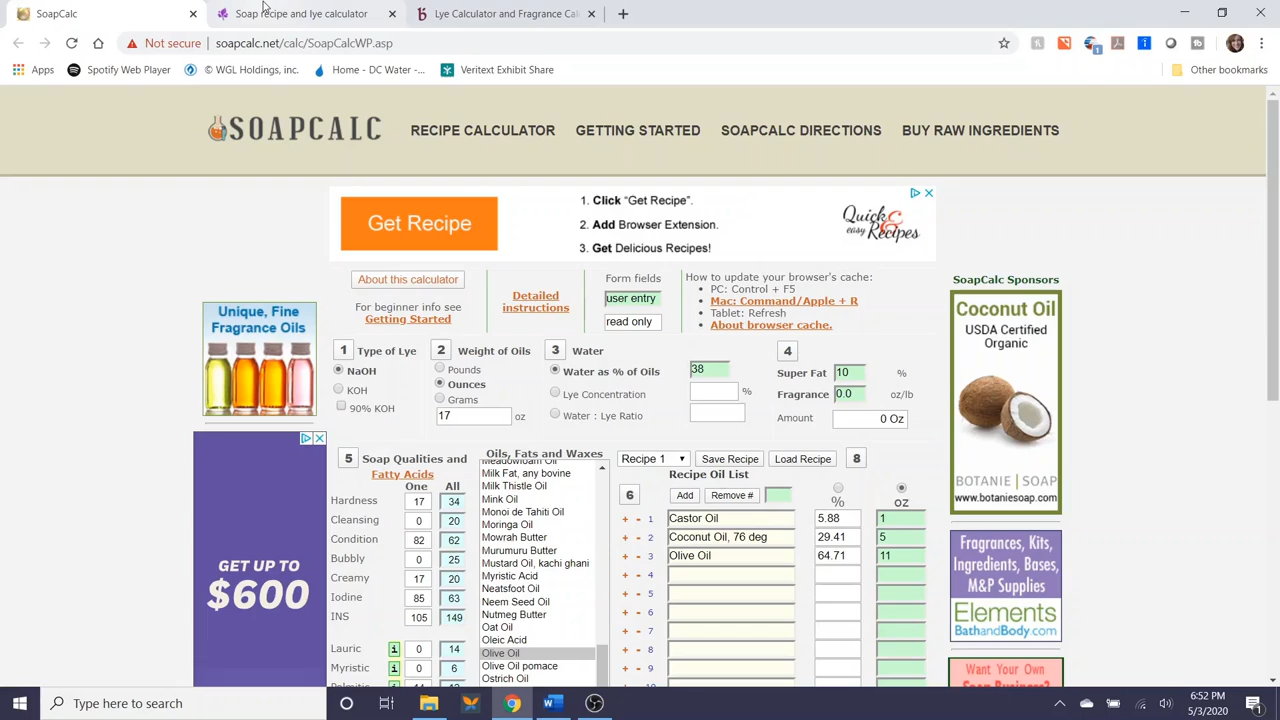 SoapCalc
Soap recipe and lye calculator
Lye Calculator and Fragrance Cal
Not secure | soapcalc.net/calc/SoapCalcWP.asp
Apps
Spotify Web Player
© WGL Holdings, inc.
Home - DC Water -...
Veritext Exhibit Share
Other bookmarks
SOAPCALC
RECIPE CALCULATOR
GETTING STARTED
SOAPCALC DIRECTIONS
BUY RAW INGREDIENTS
Get Recipe
1. Click “Get Recipe”.
2. Add Browser Extension.
3. Get Delicious Recipes!
Quick &
easy Recipes
About this calculator
For beginner info see
Getting Started
Detailed
instructions
Form fields
user entry
read only
How to update your browser's cache:
• PC: Control + F5
• Mac: Command/Apple + R
• Tablet: Refresh
• About browser cache.
SoapCalc Sponsors
Unique, Fine
Fragrance Oils
1 Type of Lye
NaOH
KOH
90% KOH
2 Weight of Oils
Pounds
Ounces
Grams
17 oz
3 Water
Water as % of Oils 38
Lye Concentration %
Water : Lye Ratio
4
Super Fat 10 %
Fragrance 0.0 oz/lb
Amount 0 Oz
Coconut Oil
USDA Certified
Organic
BOTANIE | SOAP
www.botaniesoap.com
GET UP TO
$600
5 Soap Qualities and
Fatty Acids
One All
Hardness 17 34
Cleansing 0 20
Condition 82 62
Bubbly 0 25
Creamy 17 20
Iodine 85 63
INS 105 149
Lauric i 0 14
Myristic i 0 6
Oils, Fats and Waxes
Meadowfoam Oil
Milk Fat, any bovine
Milk Thistle Oil
Mink Oil
Monoi de Tahiti Oil
Moringa Oil
Mowrah Butter
Murumuru Butter
Mustard Oil, kachi ghani
Myristic Acid
Neatsfoot Oil
Neem Seed Oil
Nutmeg Butter
Oat Oil
Oleic Acid
Olive Oil
Olive Oil pomace
Ostrich Oil
Recipe 1
Save Recipe
Load Recipe
8
Recipe Oil List
6
Add
Remove #
% oz
+ - 1 Castor Oil 5.88 1
+ - 2 Coconut Oil, 76 deg 29.41 5
+ - 3 Olive Oil 64.71 11
+ - 4
+ - 5
+ - 6
+ - 7
+ - 8
+ - 9
Fragrances, Kits,
Ingredients, Bases,
M&P Supplies
Elements
BathandBody.com
Want Your Own
Type here to search
6:52 PM
5/3/2020